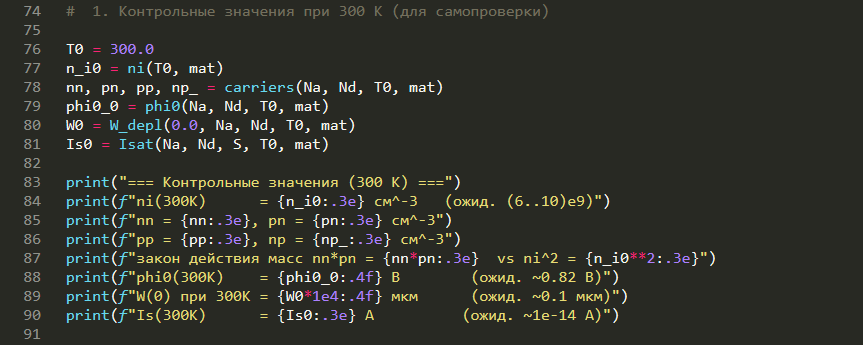 74 #  1. Контрольные значения при 300 К (для самопроверки)
75
76 T0 = 300.0
77 n_i0 = ni(T0, mat)
78 nn, pn, pp, np_ = carriers(Na, Nd, T0, mat)
79 phi0_0 = phi0(Na, Nd, T0, mat)
80 W0 = W_depl(0.0, Na, Nd, T0, mat)
81 Is0 = Isat(Na, Nd, S, T0, mat)
82
83 print("=== Контрольные значения (300 К) ===")
84 print(f"ni(300K)      = {n_i0:.3e} см^-3   (ожид. (6..10)e9)")
85 print(f"nn = {nn:.3e}, pn = {pn:.3e} см^-3")
86 print(f"pp = {pp:.3e}, np = {np_:.3e} см^-3")
87 print(f"закон действия масс nn*pn = {nn*pn:.3e}  vs ni^2 = {n_i0**2:.3e}")
88 print(f"phi0(300K)    = {phi0_0:.4f} В        (ожид. ~0.82 В)")
89 print(f"W(0) при 300К = {W0*1e4:.4f} мкм      (ожид. ~0.1 мкм)")
90 print(f"Is(300K)      = {Is0:.3e} А          (ожид. ~1e-14 А)")
91